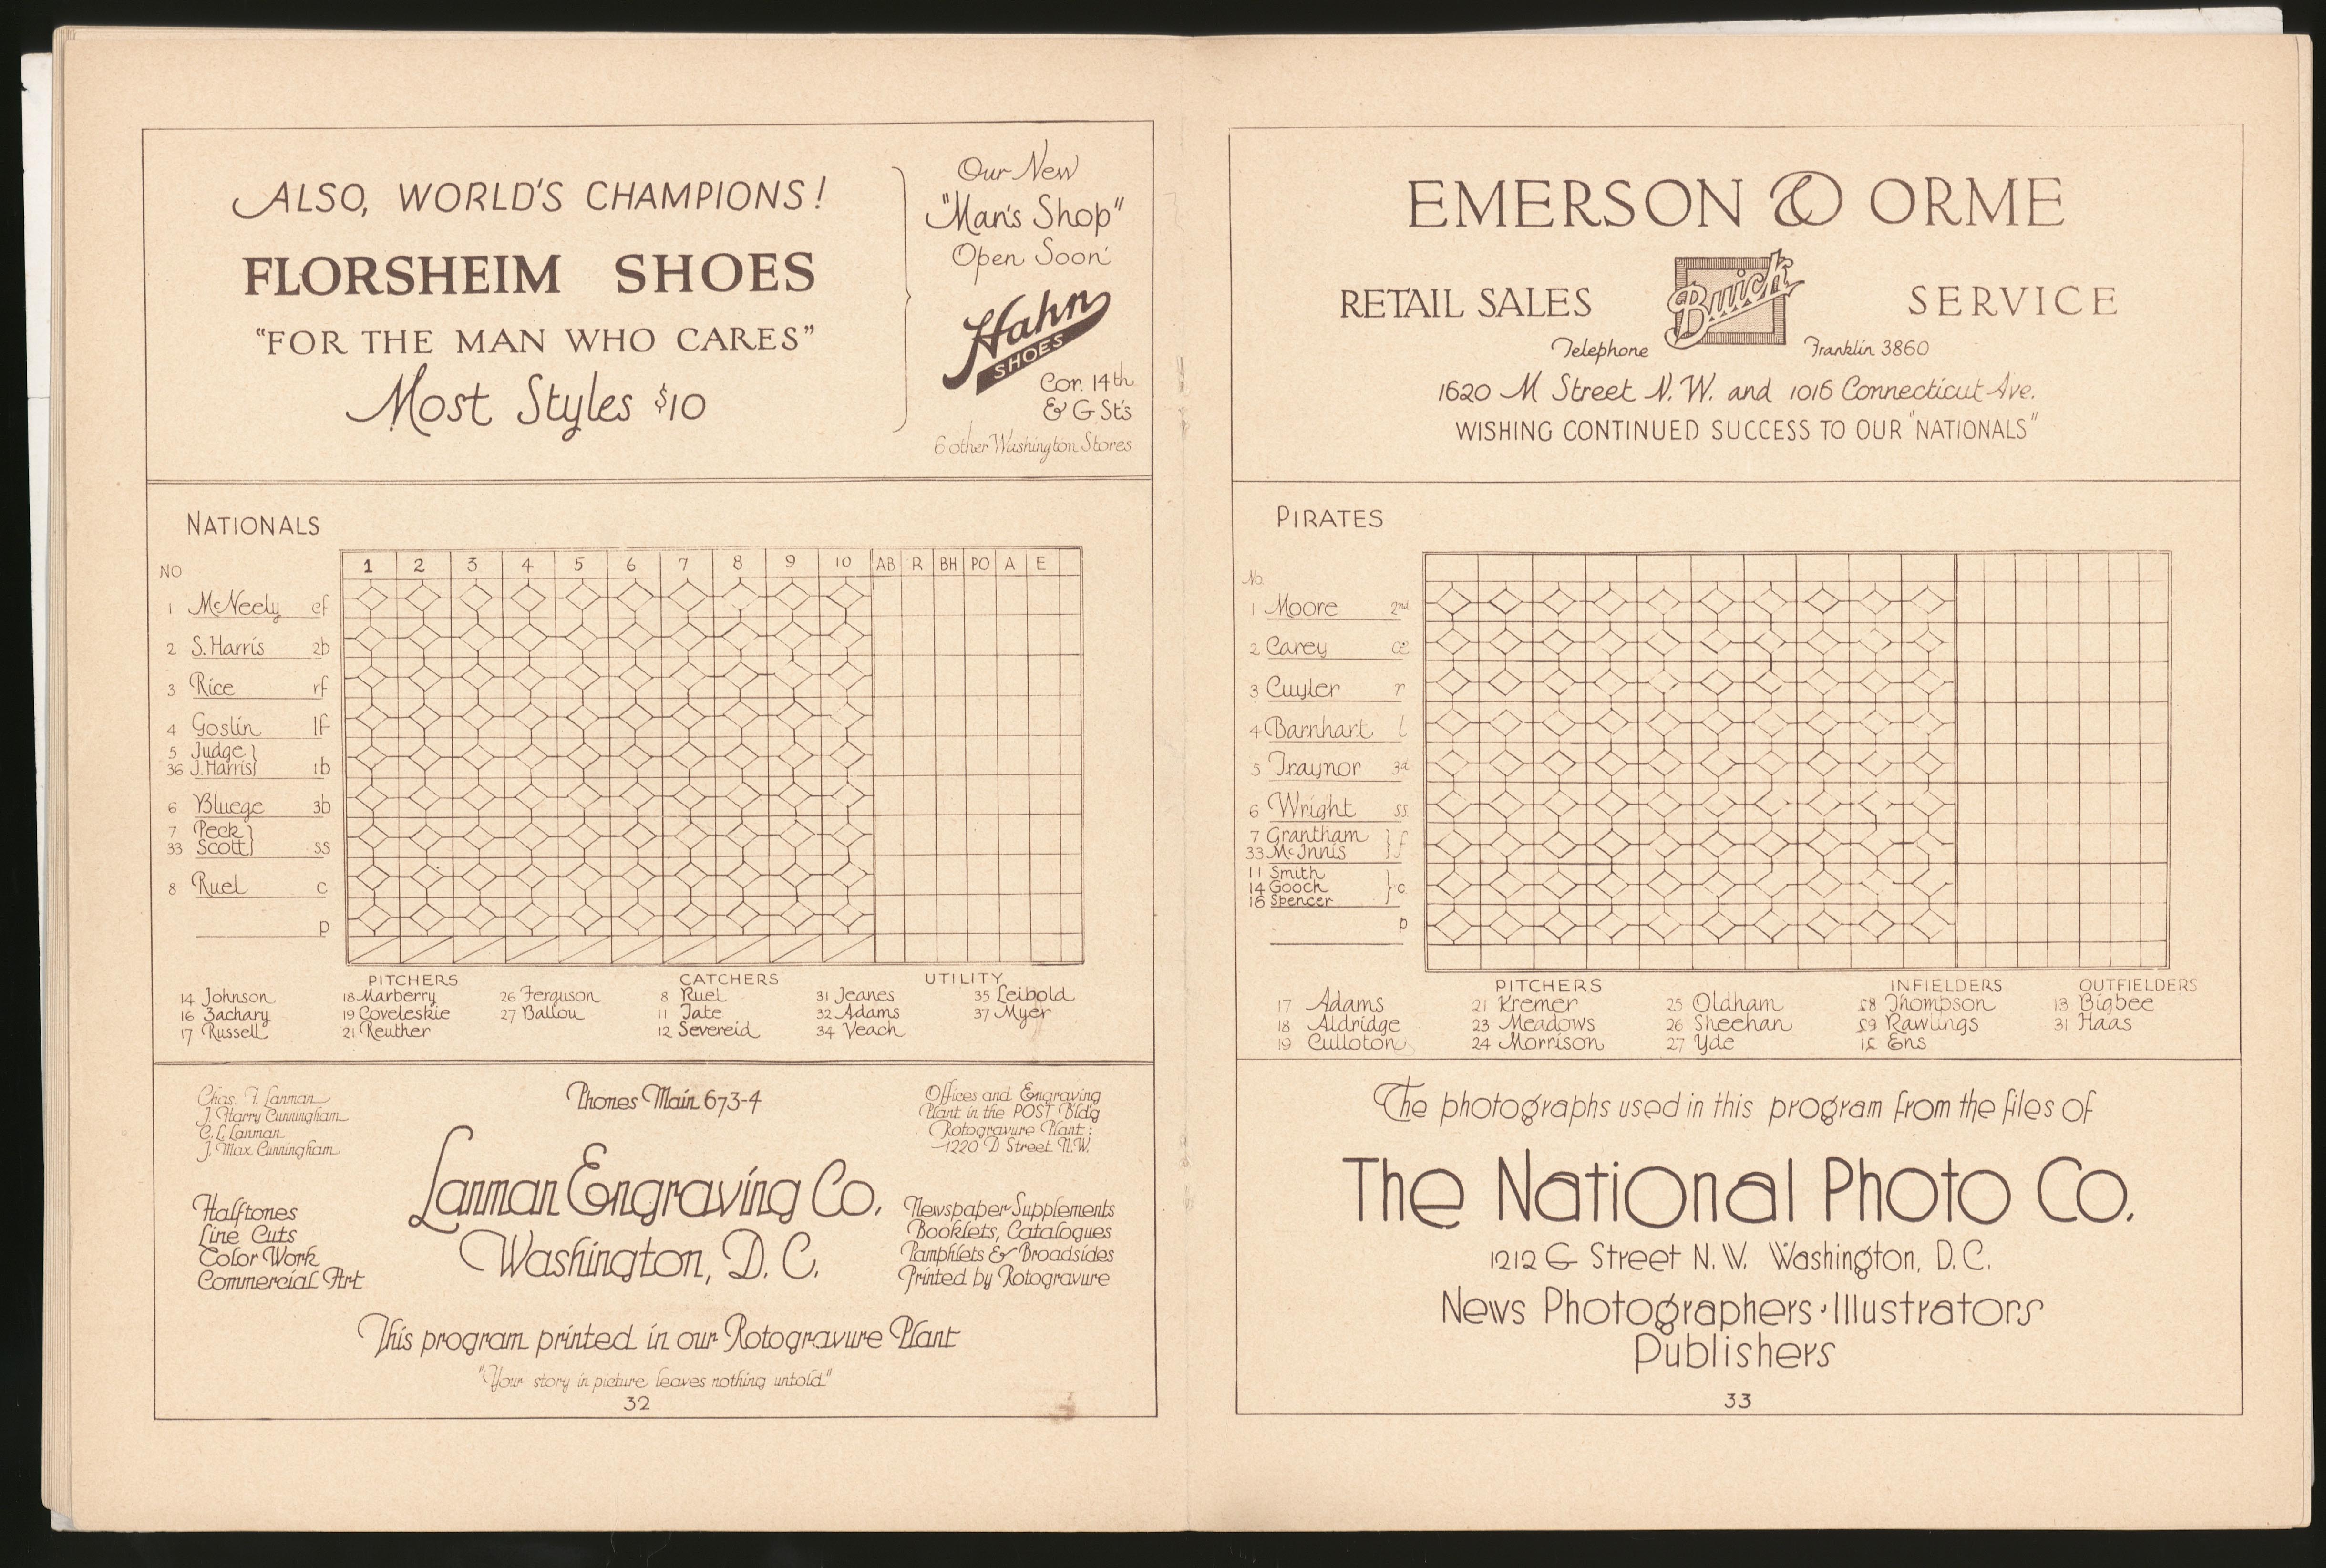 ALSO, WORLD'S CHAMPIONS!
FLORSHEIM SHOES
"FOR THE MAN WHO CARES"
Most Styles $10
Our New
"Man's Shop"
Open Soon
Hahn
SHOES
Cor. 14th
& G St's
6 other Washington Stores
NATIONALS
NO 1 2 3 4 5 6 7 8 9 10 AB R BH PO A E
1 McNeely cf
2 S. Harris 2b
3 Rice rf
4 Goslin lf
5 Judge
36 J. Harris 1b
6 Bluege 3b
7 Peck
33 Scott ss
8 Ruel c
p
PITCHERS CATCHERS UTILITY
14 Johnson 18 Marberry 26 Ferguson 8 Ruel 31 Jeanes 35 Leibold
16 Zachary 19 Coveleskie 27 Ballou 11 Tate 32 Adams 37 Myer
17 Russell 21 Reuther 12 Severeid 34 Veach
Chas. T. Lanman
J. Harry Cunningham
C. L. Lanman
J. Max Cunningham
Phones Main 673-4
Offices and Engraving
Plant in the POST Bld'g
Rotogravure Plant:
1220 D Street N.W.
Lanman Engraving Co.
Washington, D. C.
Halftones
Line Cuts
Color Work
Commercial Art
Newspaper Supplements
Booklets, Catalogues
Pamphlets & Broadsides
Printed by Rotogravure
This program printed in our Rotogravure Plant
"Your story in picture leaves nothing untold"
32
EMERSON & ORME
RETAIL SALES Buick SERVICE
Telephone Franklin 3860
1620 M Street N. W. and 1016 Connecticut Ave.
WISHING CONTINUED SUCCESS TO OUR "NATIONALS"
PIRATES
No.
1 Moore 2nd
2 Carey
3 Cuyler r
4 Barnhart l
5 Traynor 3d
6 Wright ss
7 Grantham
33 McInnis f
11 Smith
14 Gooch c
16 Spencer
p
PITCHERS INFIELDERS OUTFIELDERS
17 Adams 21 Kremer 25 Oldham Thompson 13 Bigbee
18 Aldridge 23 Meadows 26 Sheehan Rawlings 31 Haas
19 Culloton 24 Morrison 27 Yde Ens
The photographs used in this program from the files of
The National Photo Co.
1212 G Street N. W. Washington, D. C.
News Photographers · Illustrators
Publishers
33